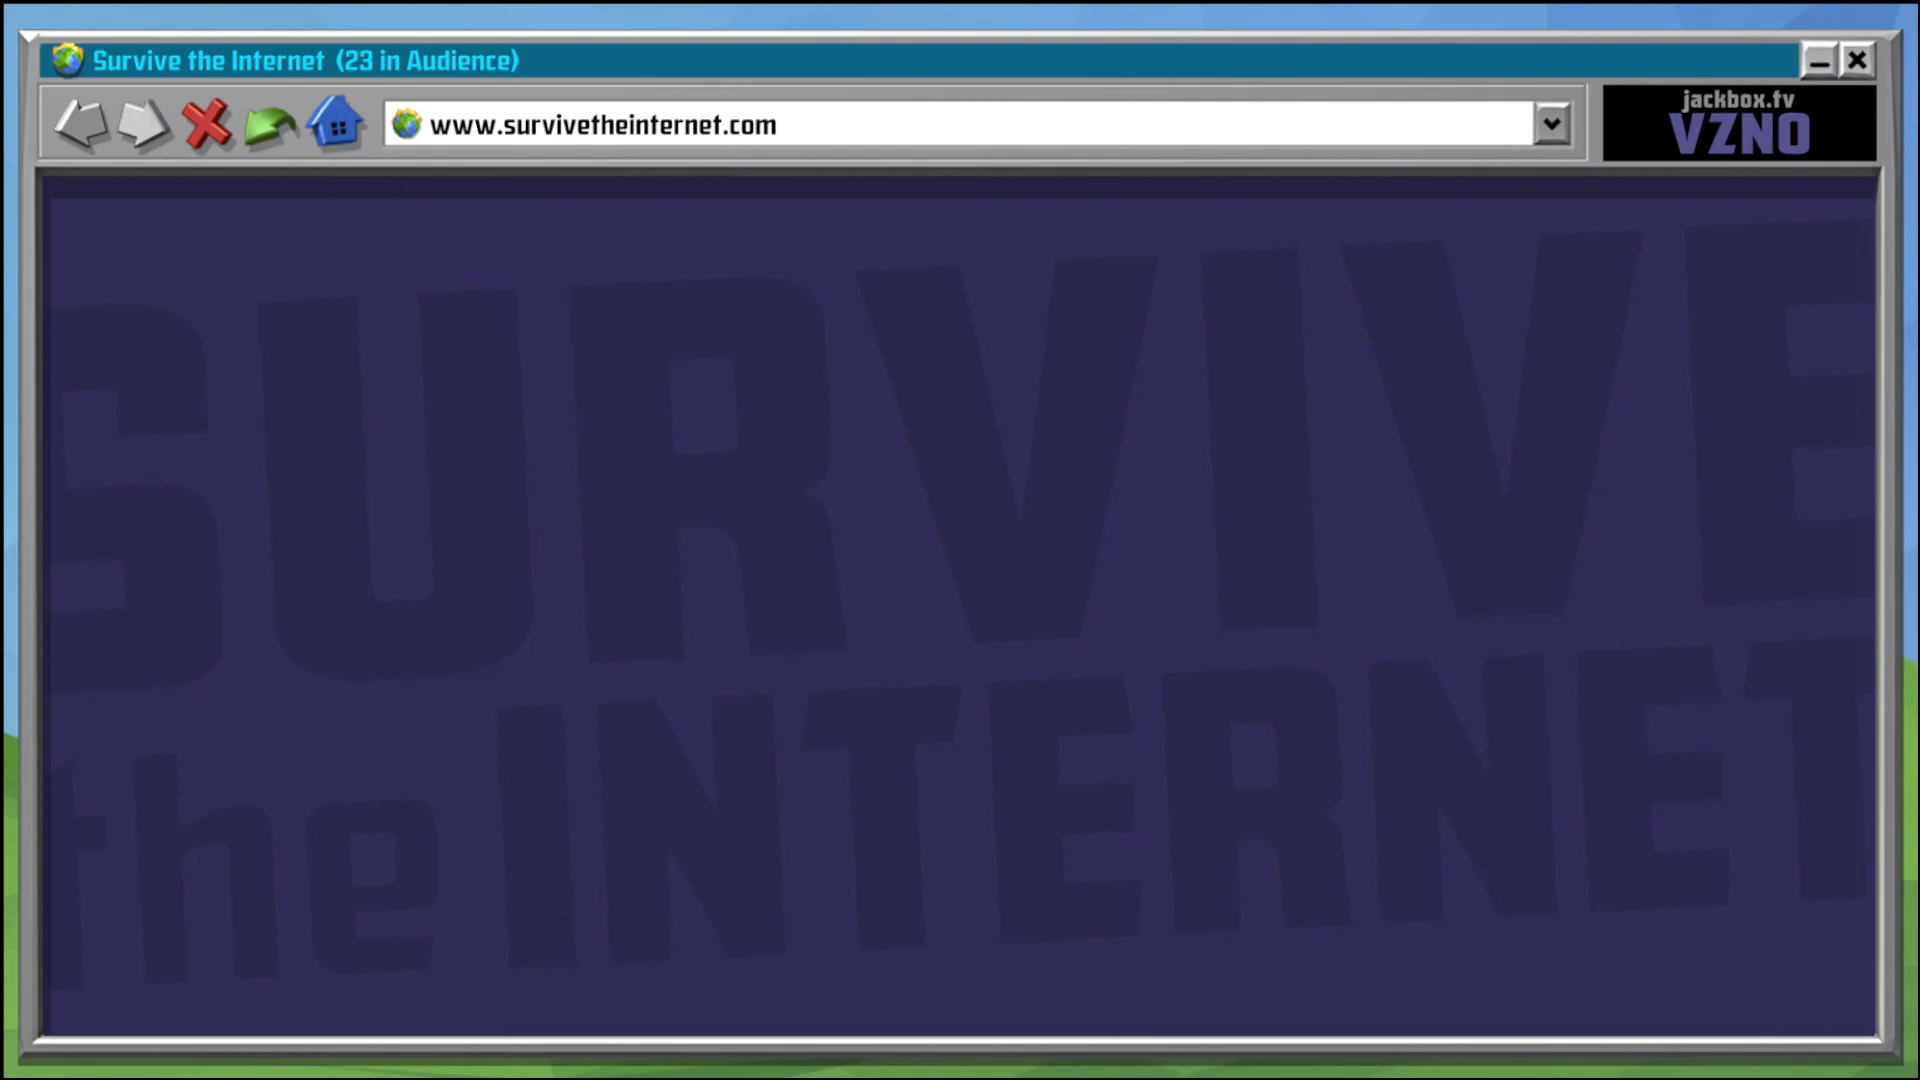 Survive the Internet (23 in Audience)
www.survivetheinternet.com
jackbox.tv
VZNO
SURVIVE
the INTERNET